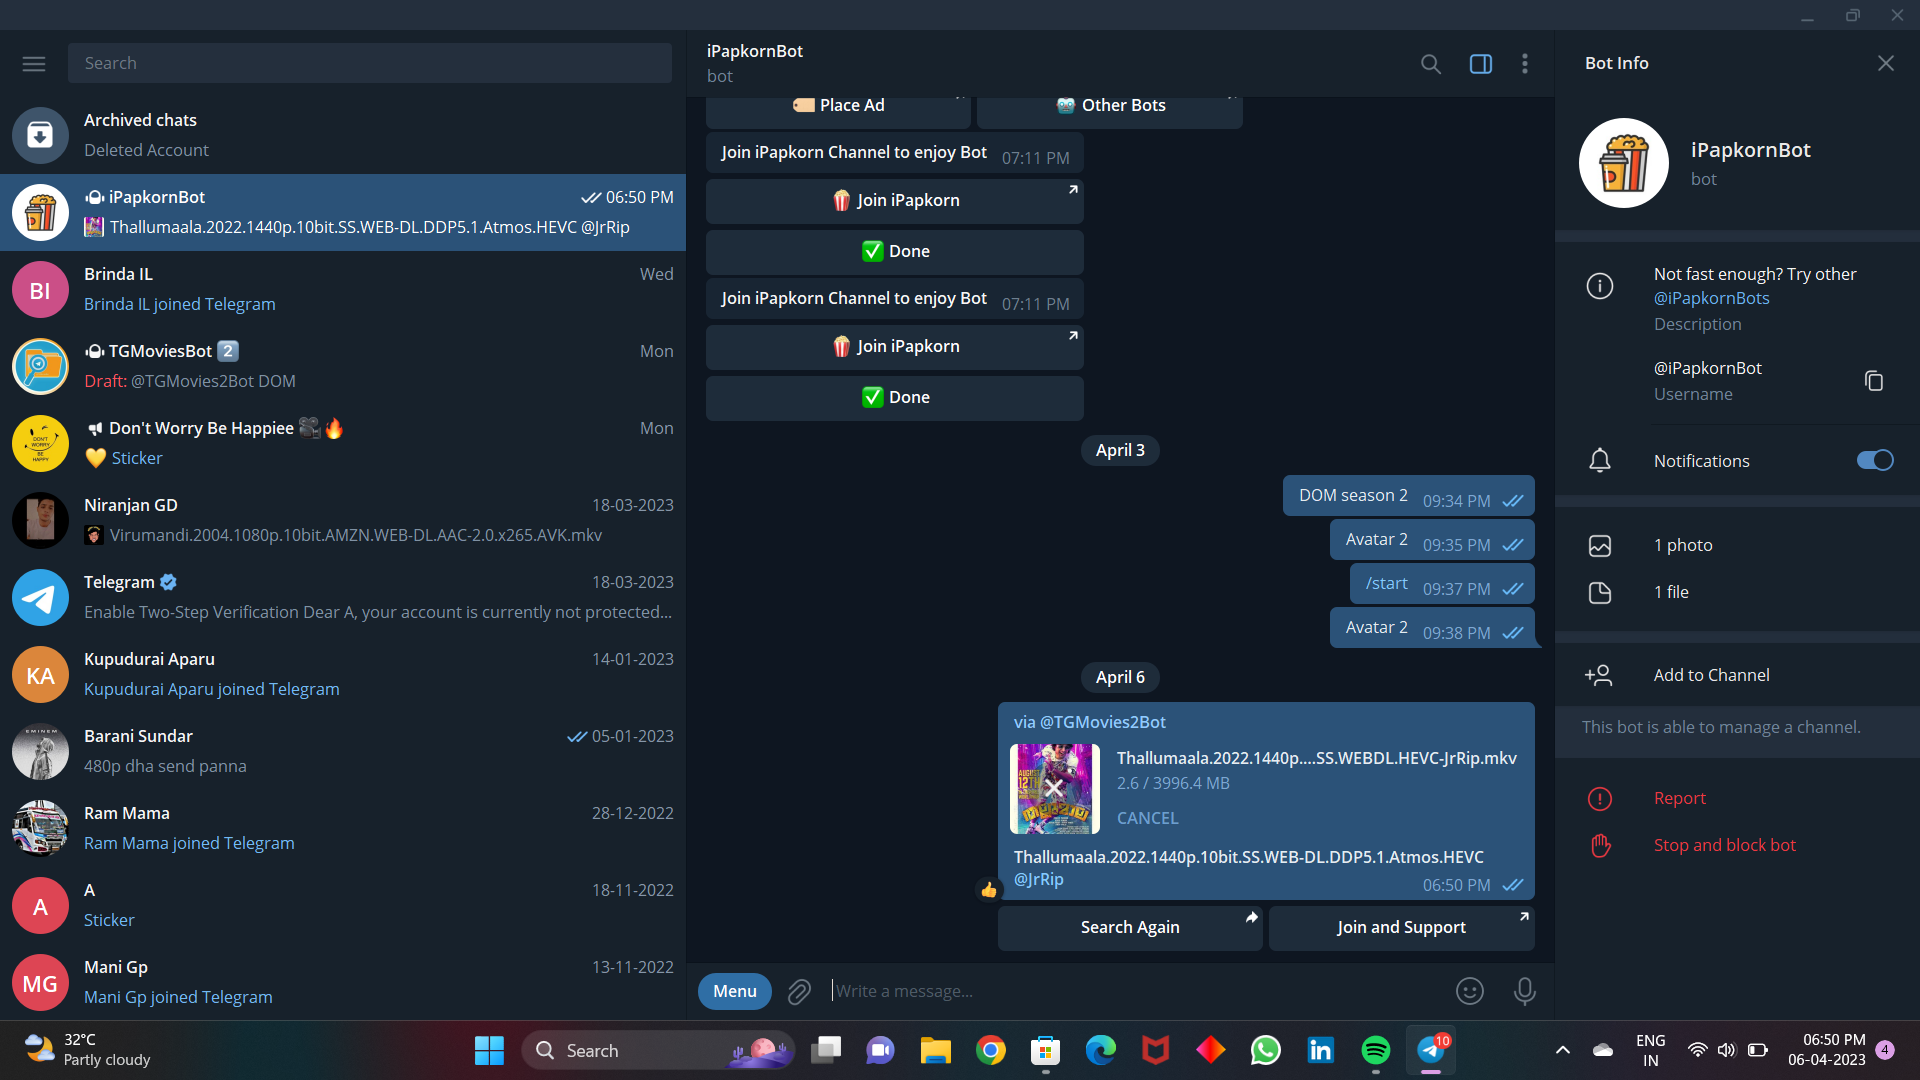 Search
Archived chats
Deleted Account
iPapkornBot
06:50 PM
Thallumaala.2022.1440p.10bit.SS.WEB-DL.DDP5.1.Atmos.HEVC @JrRip
BI
Brinda IL
Wed
Brinda IL joined Telegram
TGMoviesBot 2
Mon
Draft: @TGMovies2Bot DOM
DON'T
WORRY
BE
HAPPY
Don't Worry Be Happiee
Mon
Sticker
Niranjan GD
18-03-2023
Virumandi.2004.1080p.10bit.AMZN.WEB-DL.AAC-2.0.x265.AVK.mkv
Telegram
18-03-2023
Enable Two-Step Verification Dear A, your account is currently not protected...
KA
Kupudurai Aparu
14-01-2023
Kupudurai Aparu joined Telegram
EMINEM
Barani Sundar
05-01-2023
480p dha send panna
Ram Mama
28-12-2022
Ram Mama joined Telegram
A
A
18-11-2022
Sticker
MG
Mani Gp
13-11-2022
Mani Gp joined Telegram
iPapkornBot
bot
Place Ad
Other Bots
Join iPapkorn Channel to enjoy Bot 07:11 PM
Join iPapkorn
Done
Join iPapkorn Channel to enjoy Bot 07:11 PM
Join iPapkorn
Done
April 3
DOM season 2 09:34 PM
Avatar 2 09:35 PM
/start 09:37 PM
Avatar 2 09:38 PM
April 6
via @TGMovies2Bot
AUGUST
12TH
തല്ലുമാല
Thallumaala.2022.1440p....SS.WEBDL.HEVC-JrRip.mkv
2.6 / 3996.4 MB
CANCEL
Thallumaala.2022.1440p.10bit.SS.WEB-DL.DDP5.1.Atmos.HEVC
@JrRip
06:50 PM
Search Again
Join and Support
Menu
Write a message...
Bot Info
iPapkornBot
bot
Not fast enough? Try other
@iPapkornBots
Description
@iPapkornBot
Username
Notifications
1 photo
1 file
Add to Channel
This bot is able to manage a channel.
Report
Stop and block bot
32°C
Partly cloudy
Search
in
10
ENG
IN
06:50 PM
06-04-2023
4